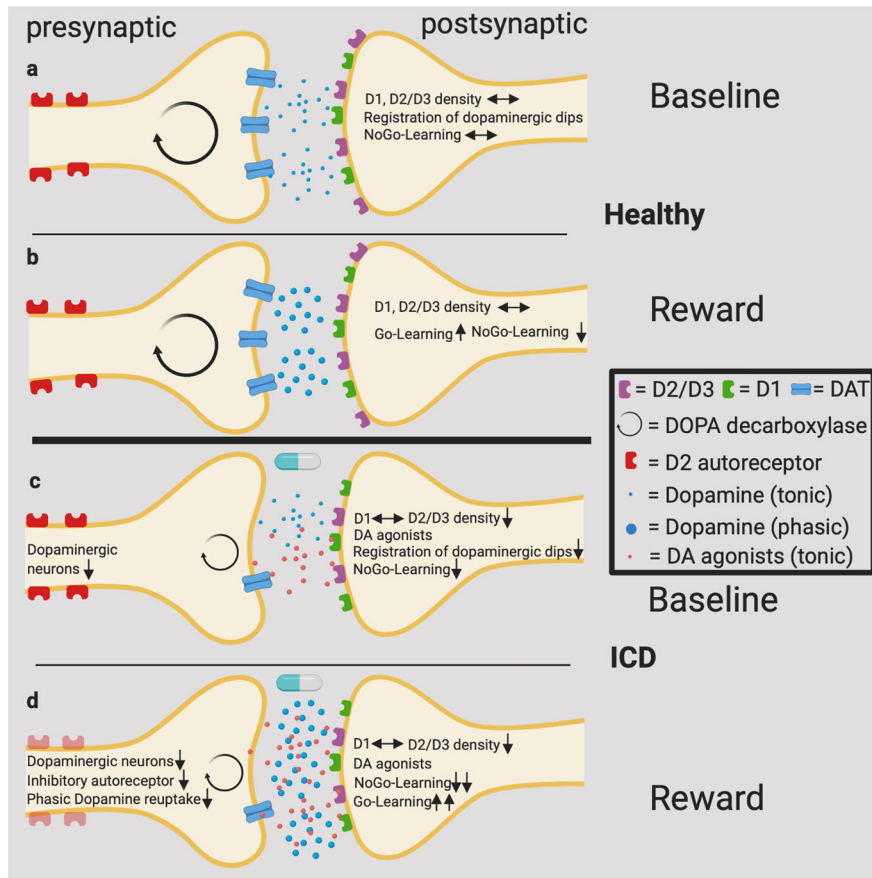 presynaptic
postsynaptic
a
D1, D2/D3 density ↔
Registration of dopaminergic dips
NoGo-Learning ↔
Baseline
Healthy
b
D1, D2/D3 density ↔
Go-Learning ↑ NoGo-Learning ↓
Reward
= D2/D3 = D1 = DAT
= DOPA decarboxylase
= D2 autoreceptor
= Dopamine (tonic)
= Dopamine (phasic)
= DA agonists (tonic)
c
Dopaminergic
neurons ↓
D1 ↔ D2/D3 density ↓
DA agonists
Registration of dopaminergic dips ↓
NoGo-Learning ↓
Baseline
ICD
d
Dopaminergic neurons ↓
Inhibitory autoreceptor ↓
Phasic Dopamine reuptake ↓
D1 ↔ D2/D3 density ↓
DA agonists
NoGo-Learning ↓↓
Go-Learning ↑↑
Reward